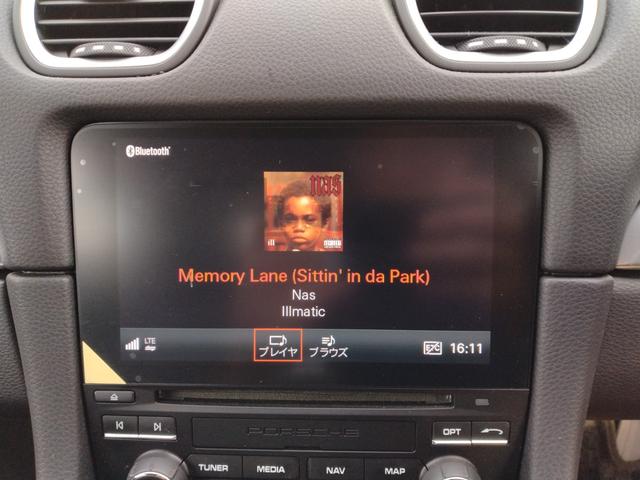 Bluetooth
nas
ill
Memory Lane (Sittin' in da Park)
Nas
Illmatic
LTE
プレイヤ ブラウズ
16:11
PORSCHE
OPT
TUNER MEDIA NAV MAP